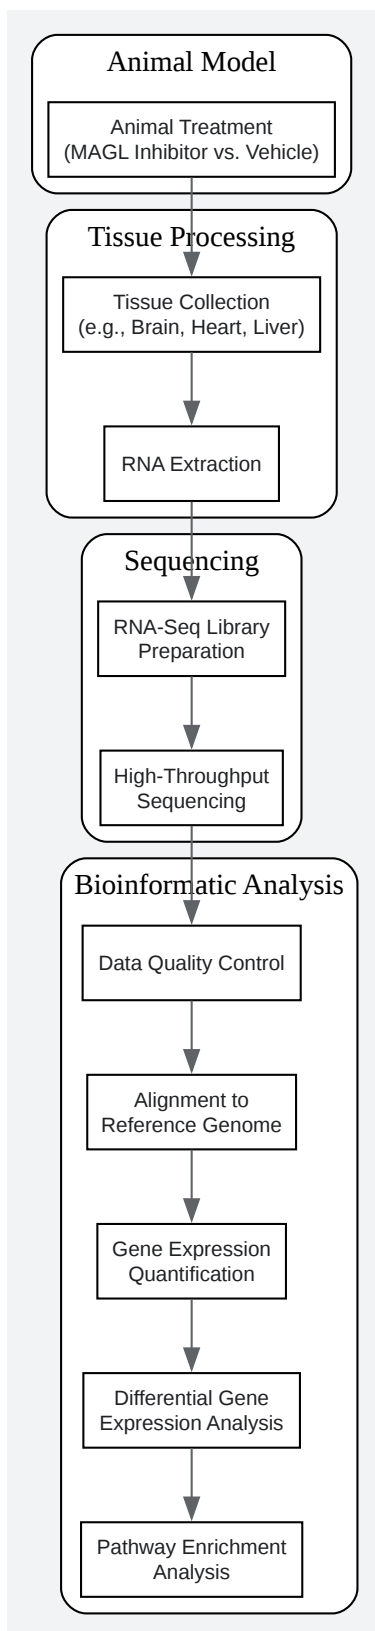 Animal Model
Animal Treatment
(MAGL Inhibitor vs. Vehicle)
Tissue Processing
Tissue Collection
(e.g., Brain, Heart, Liver)
RNA Extraction
Sequencing
RNA-Seq Library
Preparation
High-Throughput
Sequencing
Bioinformatic Analysis
Data Quality Control
Alignment to
Reference Genome
Gene Expression
Quantification
Differential Gene
Expression Analysis
Pathway Enrichment
Analysis